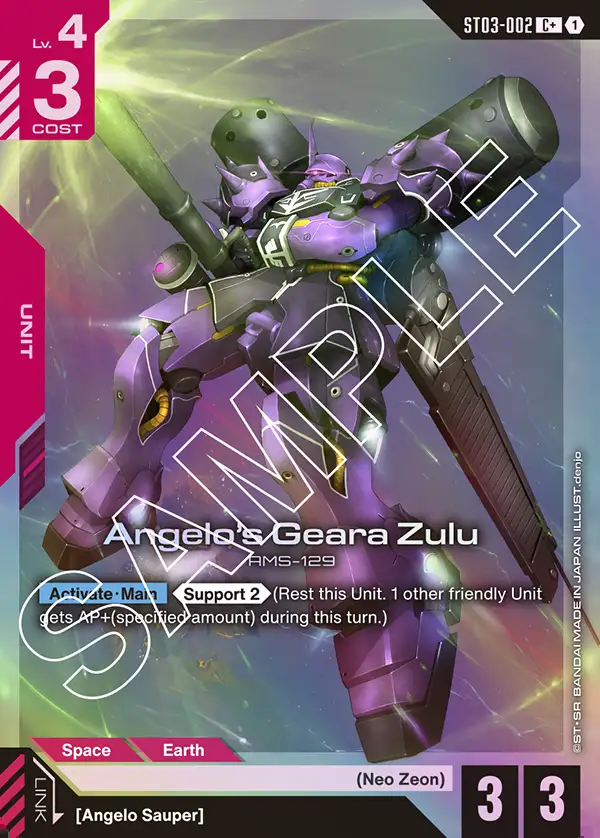 Lv. 4
3
COST
ST03-002 C+ 1
UNIT
Angelo's Geara Zulu
AMS-129
Activate･Main Support 2 (Rest this Unit. 1 other friendly Unit
gets AP+(specified amount) during this turn.)
Space Earth
(Neo Zeon)
LINK
[Angelo Sauper]
3 3
©ST･SR BANDAI MADE IN JAPAN ILLUST.denjo
SAMPLE